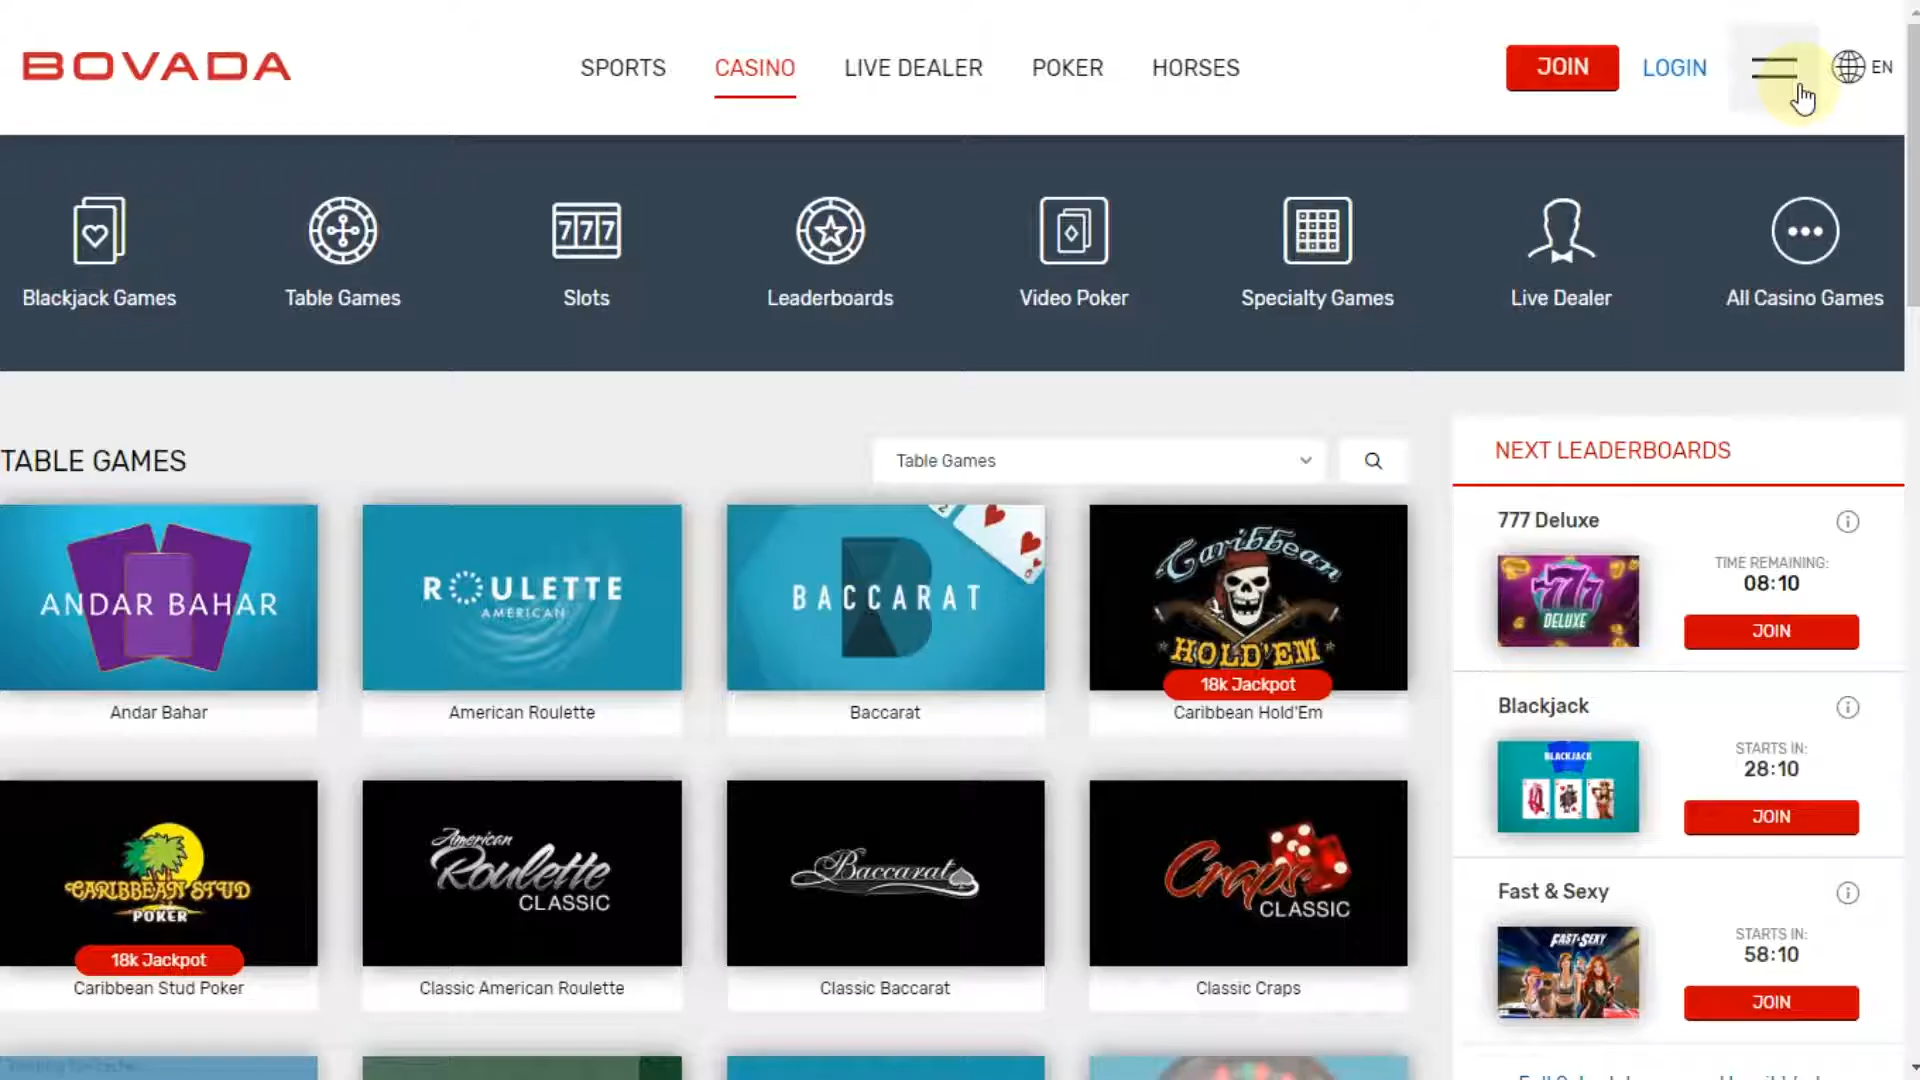 BOVADA
SPORTS
CASINO
LIVE DEALER
POKER
HORSES
JOIN
LOGIN
EN
Blackjack Games
Table Games
777
Slots
Leaderboards
Video Poker
Specialty Games
Live Dealer
All Casino Games
TABLE GAMES
Table Games
NEXT LEADERBOARDS
ANDAR BAHAR
Andar Bahar
ROULETTE
AMERICAN
American Roulette
2
BACCARAT
Baccarat
Caribbean
HOLD'EM
18k Jackpot
Caribbean Hold'Em
777 Deluxe
777
DELUXE
TIME REMAINING:
08:10
JOIN
Blackjack
BLACKJACK
STARTS IN:
28:10
JOIN
CARIBBEAN STUD
POKER
18k Jackpot
Caribbean Stud Poker
American
Roulette
CLASSIC
Classic American Roulette
Baccarat
Classic Baccarat
Craps
CLASSIC
Classic Craps
Fast & Sexy
FAST & SEXY
STARTS IN:
58:10
JOIN